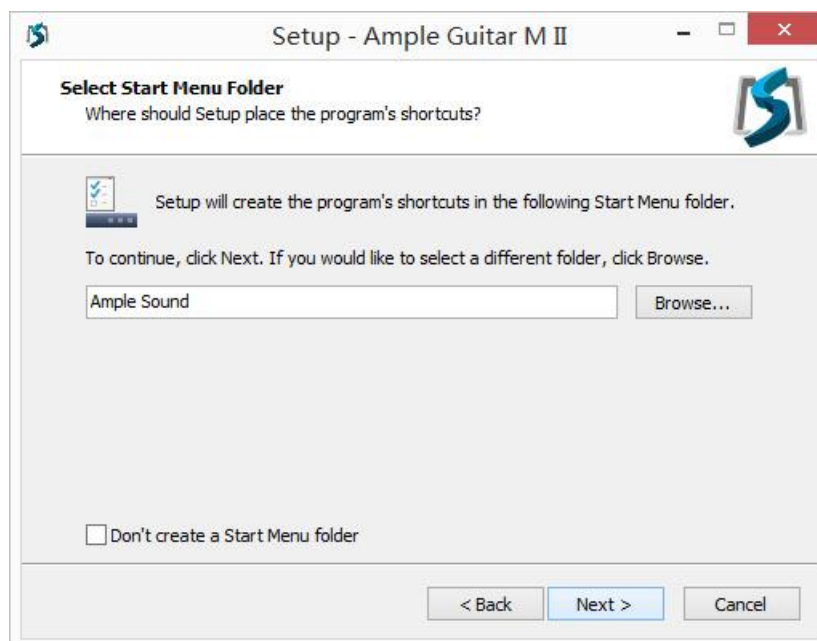 Setup - Ample Guitar M II
Select Start Menu Folder
Where should Setup place the program's shortcuts?
Setup will create the program's shortcuts in the following Start Menu folder.
To continue, click Next. If you would like to select a different folder, click Browse.
Ample Sound
Browse...
Don't create a Start Menu folder
< Back
Next >
Cancel